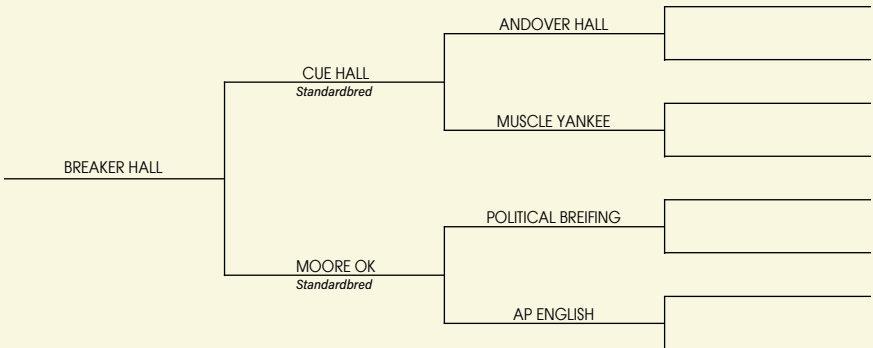 ANDOVER HALL
CUE HALL
Standardbred
MUSCLE YANKEE
BREAKER HALL
POLITICAL BREIFING
MOORE OK
Standardbred
AP ENGLISH